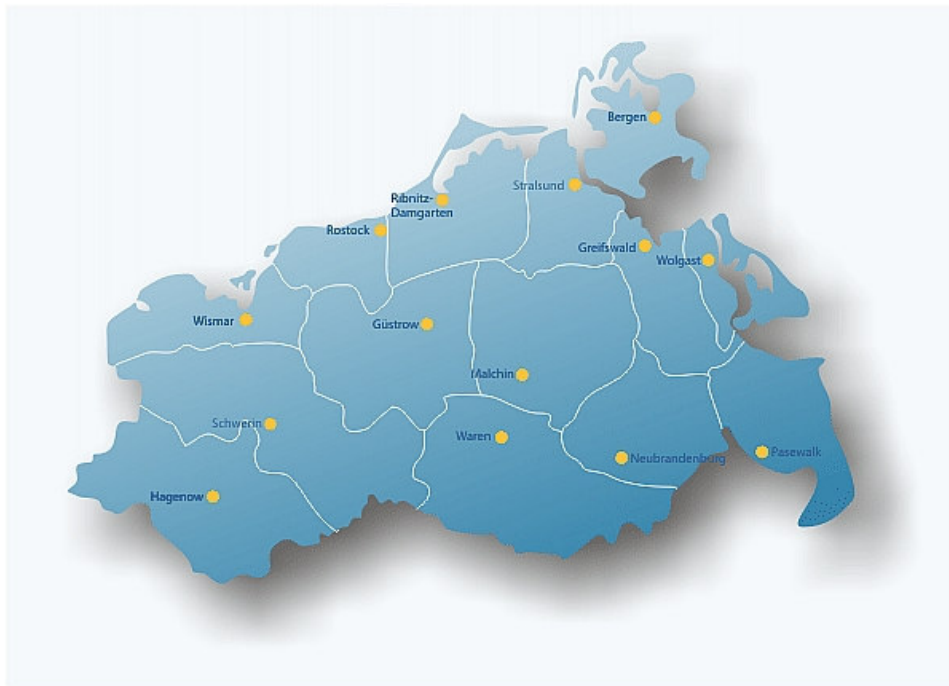 Bergen
Stralsund
Ribnitz-
Damgarten
Rostock
Greifswald
Wolgast
Wismar
Güstrow
Malchin
Schwerin
Waren
Neubrandenburg
Pasewalk
Hagenow